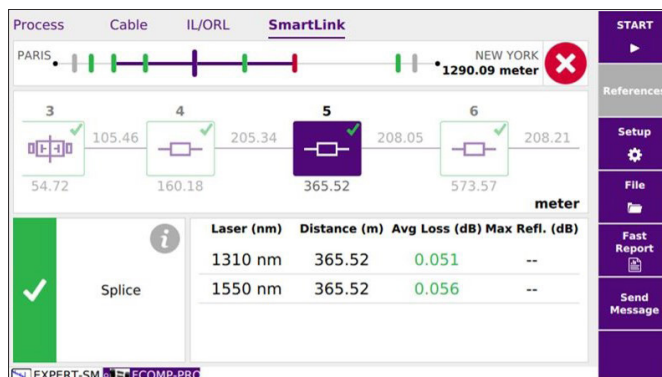 Process Cable IL/ORL SmartLink
START
PARIS
NEW YORK
1290.09 meter
References
3 4 5 6
105.46 205.34 208.05 208.21
54.72 160.18 365.52 573.57
meter
Setup
File
Fast
Report
Send
Message
Laser (nm) Distance (m) Avg Loss (dB) Max Refl. (dB)
1310 nm 365.52 0.051 --
1550 nm 365.52 0.056 --
i
Splice
EXPERT-SM FCOMP-PRO